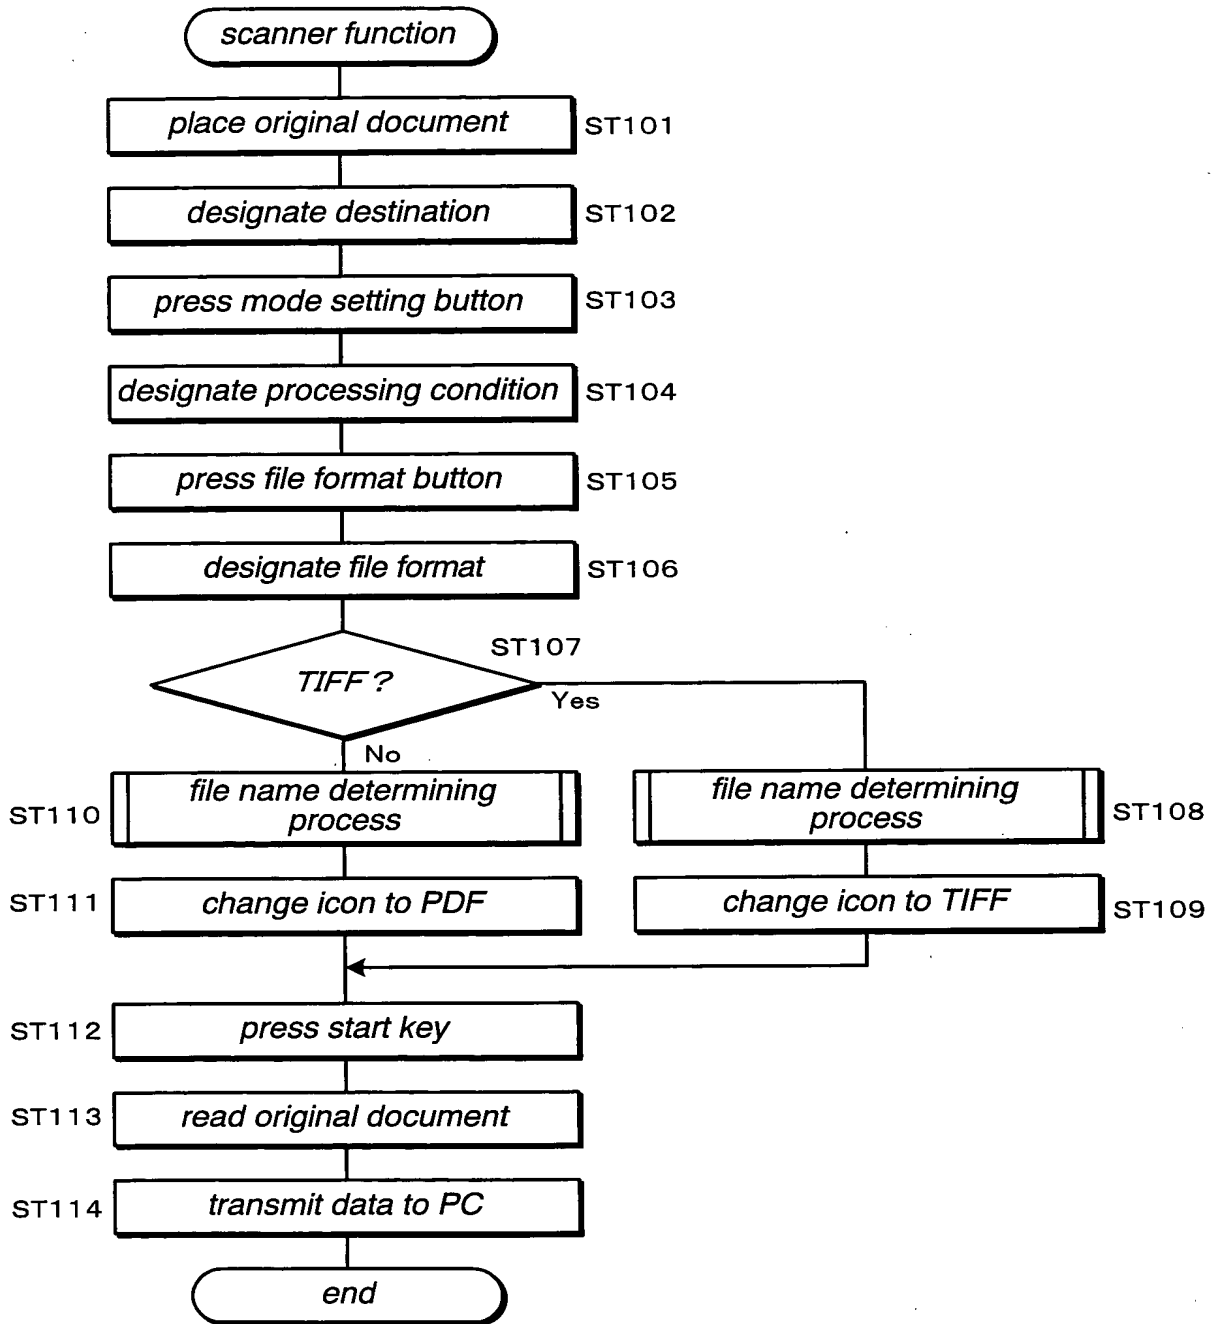 scanner function
place original document ST101
designate destination ST102
press mode setting button ST103
designate processing condition ST104
press file format button ST105
designate file format ST106
ST107
TIFF?
Yes
No
ST110 file name determining
process
file name determining
process ST108
ST111 change icon to PDF
change icon to TIFF ST109
ST112 press start key
ST113 read original document
ST114 transmit data to PC
end